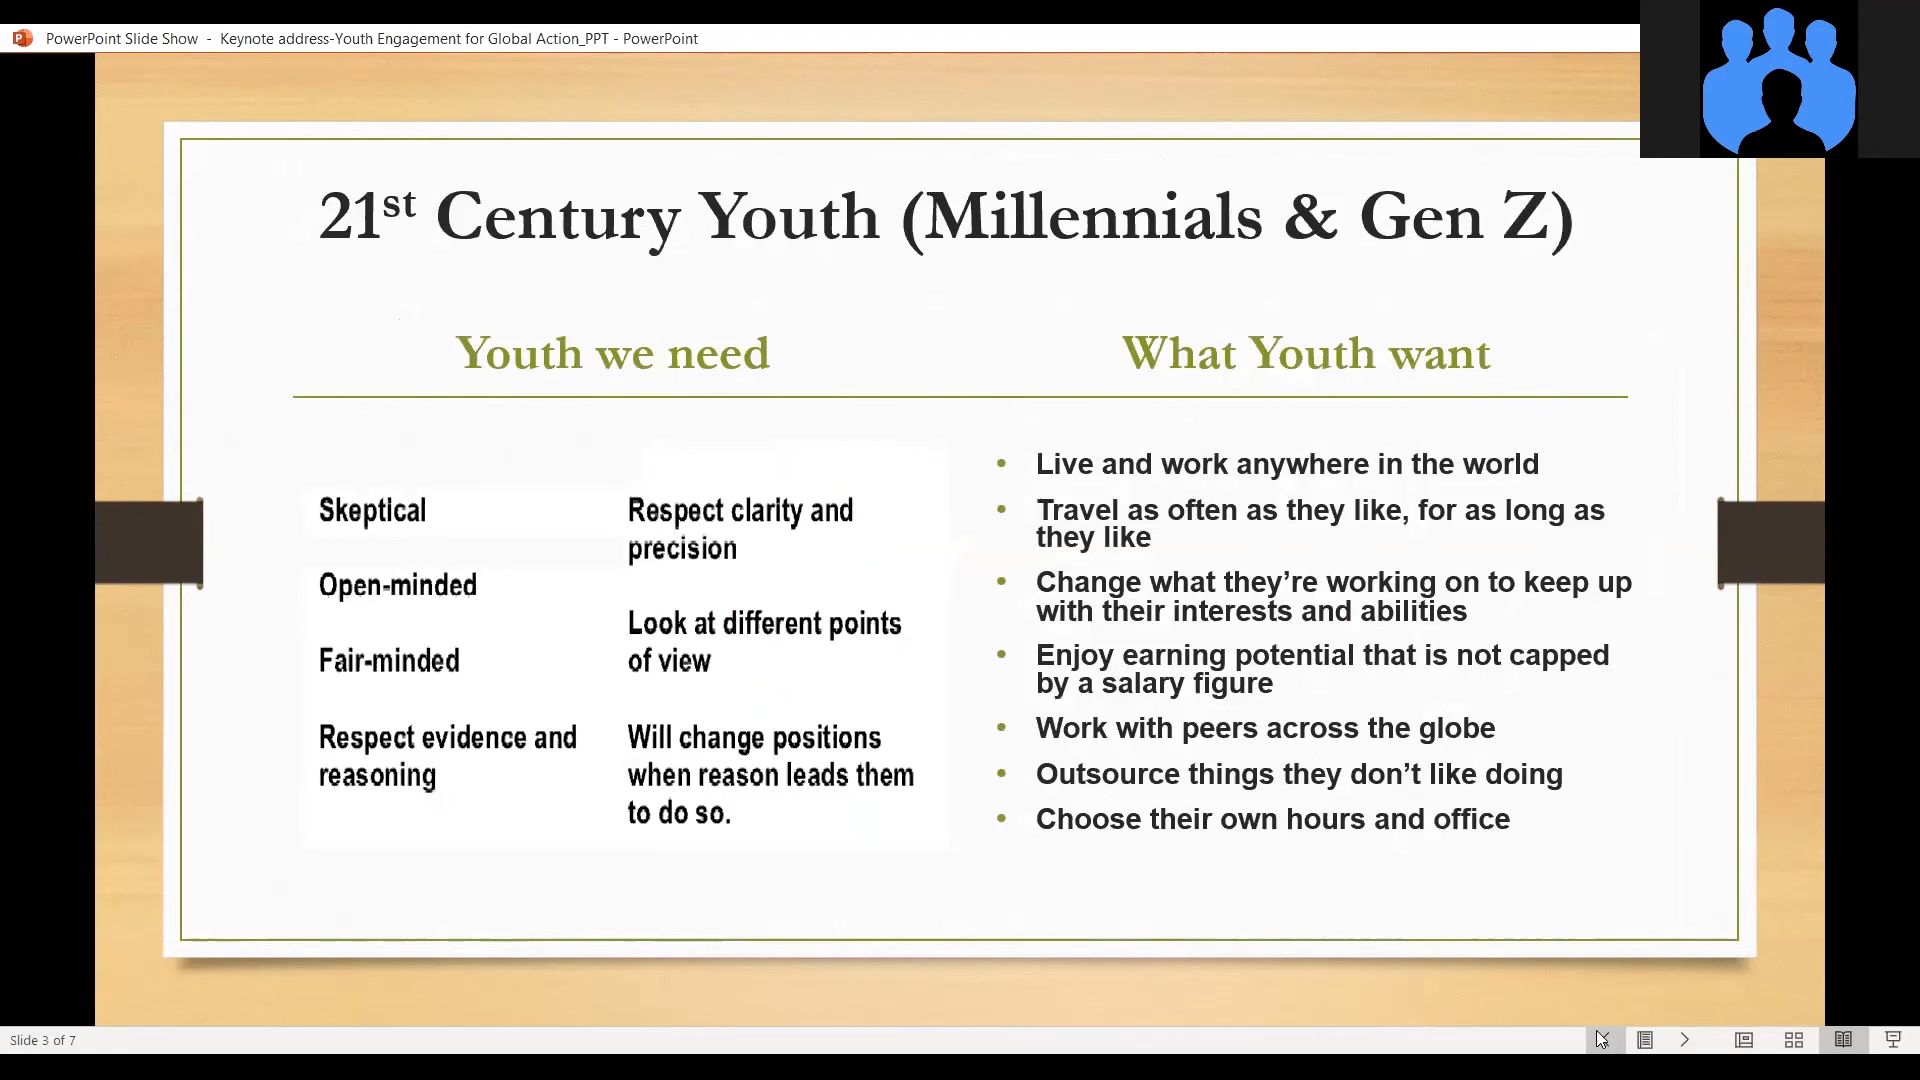 PowerPoint Slide Show - Keynote address-Youth Engagement for Global Action_PPT - PowerPoint
21st Century Youth (Millennials & Gen Z)
Youth we need
Skeptical
Open-minded
Fair-minded
Respect evidence and
reasoning
Respect clarity and
precision
Look at different points
of view
Will change positions
when reason leads them
to do so.
What Youth want
• Live and work anywhere in the world
• Travel as often as they like, for as long as
they like
• Change what they’re working on to keep up
with their interests and abilities
• Enjoy earning potential that is not capped
by a salary figure
• Work with peers across the globe
• Outsource things they don’t like doing
• Choose their own hours and office
Slide 3 of 7